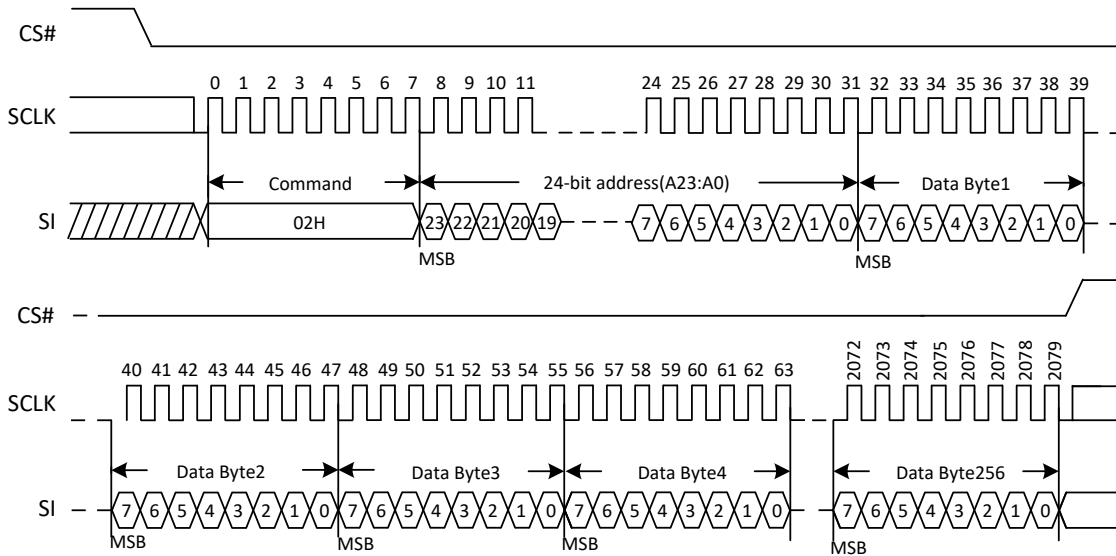 CS#
0 1 2 3 4 5 6 7 8 9 10 11 24 25 26 27 28 29 30 31 32 33 34 35 36 37 38 39
SCLK
Command 24-bit address(A23:A0) Data Byte1
SI 02H 23 22 21 20 19 7 6 5 4 3 2 1 0 7 6 5 4 3 2 1 0
MSB MSB
CS#
40 41 42 43 44 45 46 47 48 49 50 51 52 53 54 55 56 57 58 59 60 61 62 63 2072 2073 2074 2075 2076 2077 2078 2079
SCLK
Data Byte2 Data Byte3 Data Byte4 Data Byte256
SI 7 6 5 4 3 2 1 0 7 6 5 4 3 2 1 0 7 6 5 4 3 2 1 0 7 6 5 4 3 2 1 0
MSB MSB MSB MSB